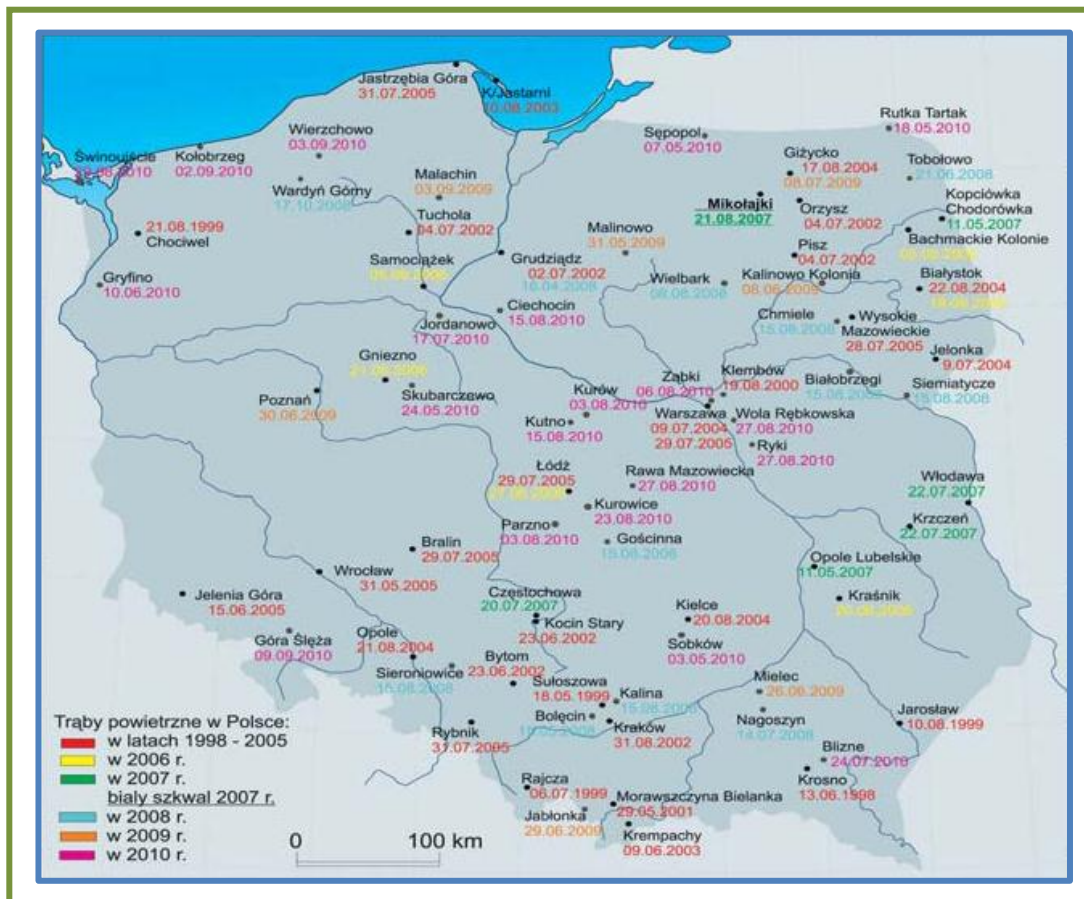 Jastrzębia Góra
31.07.2005
K/Jastarni
10.08.2003
Rutka Tartak
18.05.2010
Wierzchowo
03.09.2010
Sępopol
07.05.2010
Świnoujście
Kołobrzeg
02.09.2010
Giżycko
17.08.2004
08.07.2009
Tobołowo
21.06.2008
Malachin
03.09.2009
Wardyń Górny
17.10.2008
Mikołajki
21.08.2007
Orzysz
04.07.2002
Kopciówka
Chodorówka
11.05.2007
Tuchola
04.07.2002
21.08.1999
Chociwel
Malinowo
31.05.2009
Bachmackie Kolonie
Pisz
04.07.2002
Samociążek
Grudziądz
02.07.2002
Gryfino
10.06.2010
Wielbark
Kalinowo Kolonia
08.06.2009
Białystok
22.08.2004
Ciechocin
15.08.2010
Chmiele
15.08.2008
Wysokie
Mazowieckie
28.07.2005
Jordanowo
17.07.2010
Jelonka
9.07.2004
Gniezno
Skubarczewo
24.05.2010
Poznań
30.06.2009
Ząbki
06.08.2010
Klembów
19.08.2000
Białobrzegi
15.08.2008
Siemiatycze
15.08.2008
Kurów
03.08.2010
Kutno
15.08.2010
Warszawa
09.07.2004
29.07.2005
Wola Rębkowska
27.08.2010
Ryki
27.08.2010
Łódź
29.07.2005
Rawa Mazowiecka
27.08.2010
Włodawa
22.07.2007
Kurowice
23.08.2010
Parzno
03.08.2010
Gościnna
15.08.2008
Krzczeń
22.07.2007
Bralin
29.07.2005
Wrocław
31.05.2005
Opole Lubelskie
11.05.2007
Jelenia Góra
15.06.2005
Częstochowa
20.07.2007
Kocin Stary
23.06.2002
Kielce
20.08.2004
Kraśnik
Góra Ślęża
09.09.2010
Opole
21.08.2004
Sobków
03.05.2010
Sieroniowice
15.08.2008
Bytom
23.06.2002
Sułoszowa
18.05.1999
Kalina
Mielec
26.06.2009
Nagoszyn
14.07.2008
Jarosław
10.08.1999
Bolęcin
Kraków
31.08.2002
Rybnik
31.07.2005
Blizne
24.07.2010
Krosno
13.06.1998
Rajcza
06.07.1999
Morawszczyna Bielanka
29.05.2001
Jabłonka
29.06.2009
Krempachy
09.06.2003
Trąby powietrzne w Polsce:
w latach 1998 - 2005
w 2006 r.
w 2007 r.
bialy szkwal 2007 r.
w 2008 r.
w 2009 r.
w 2010 r.
0 100 km